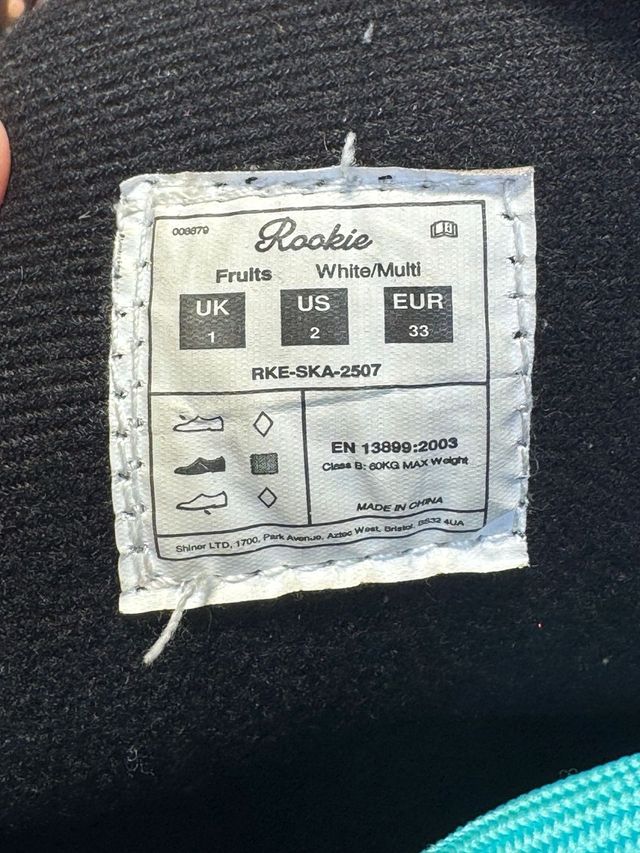 008879
Rookie
Fruits White/Multi
UK US EUR
1 2 33
RKE-SKA-2507
EN 13899:2003
Class B: 60KG MAX Weight
MADE IN CHINA
Shiner LTD, 1700, Park Avenue, Aztec West, Bristol, BS32 4UA